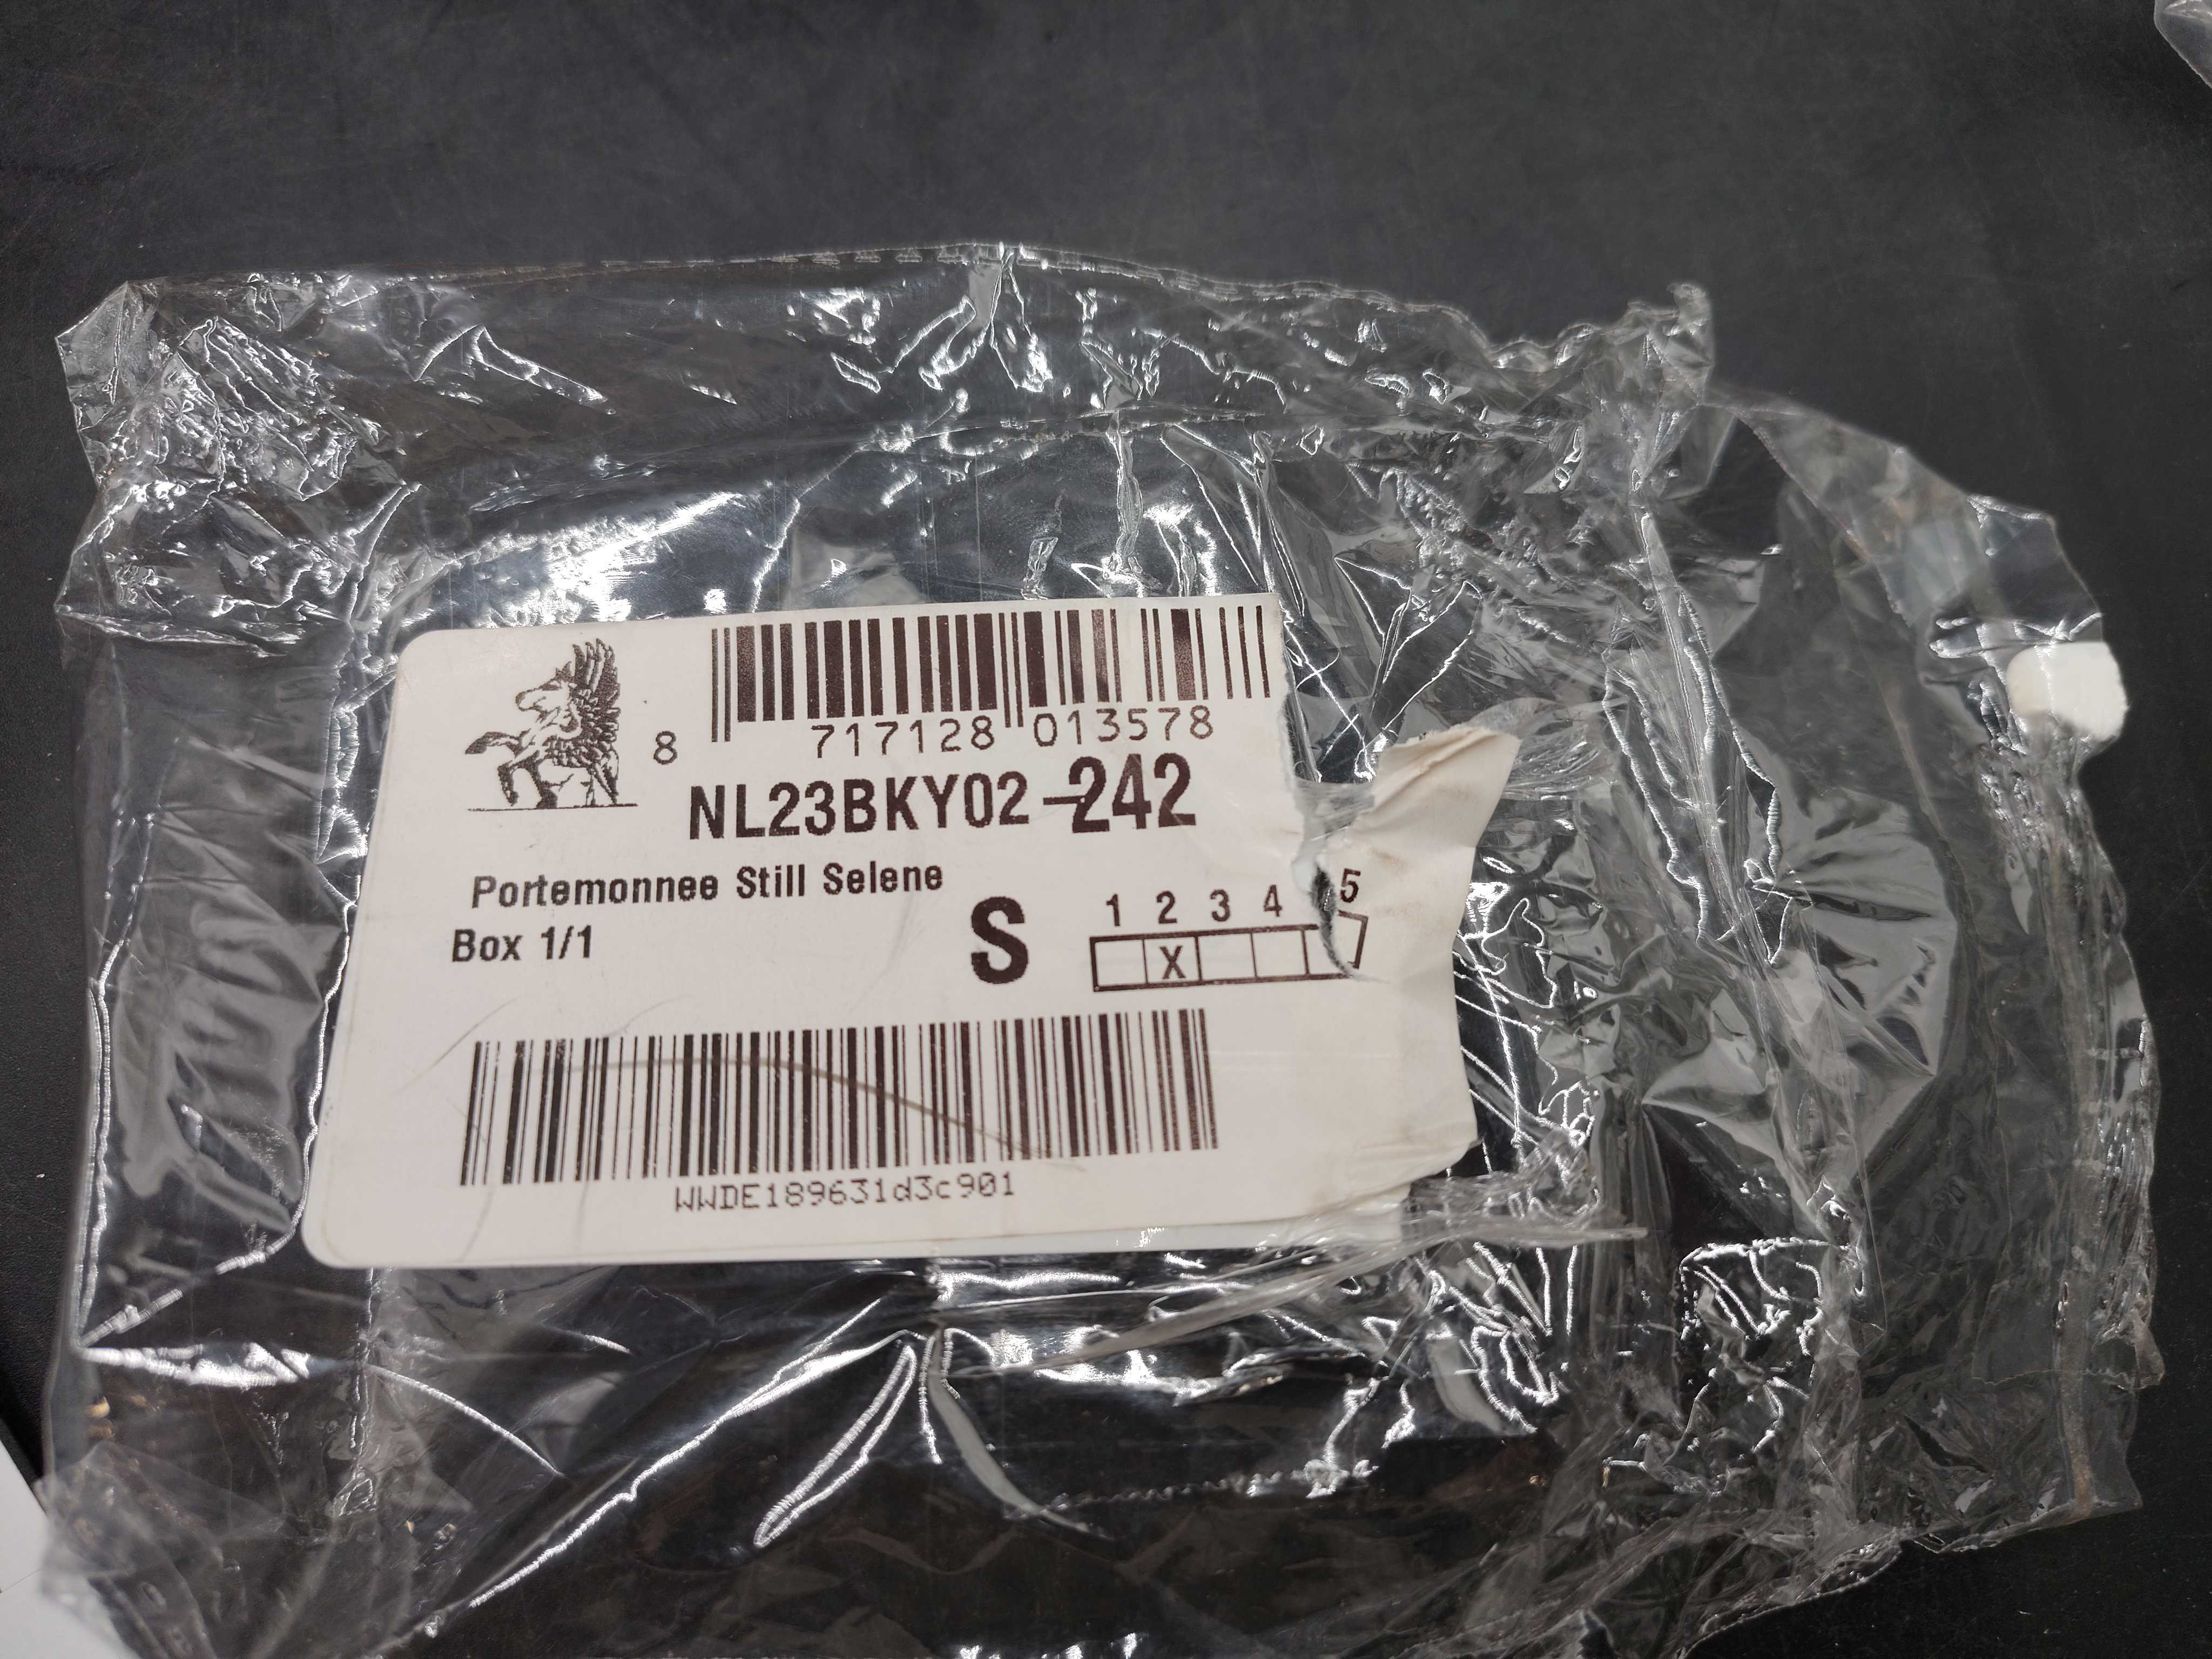 8 717128 013578
NL23BKY02-242
Portemonnee Still Selene
Box 1/1
S
1 2 3 4 5
X
WWDE189631d3c901